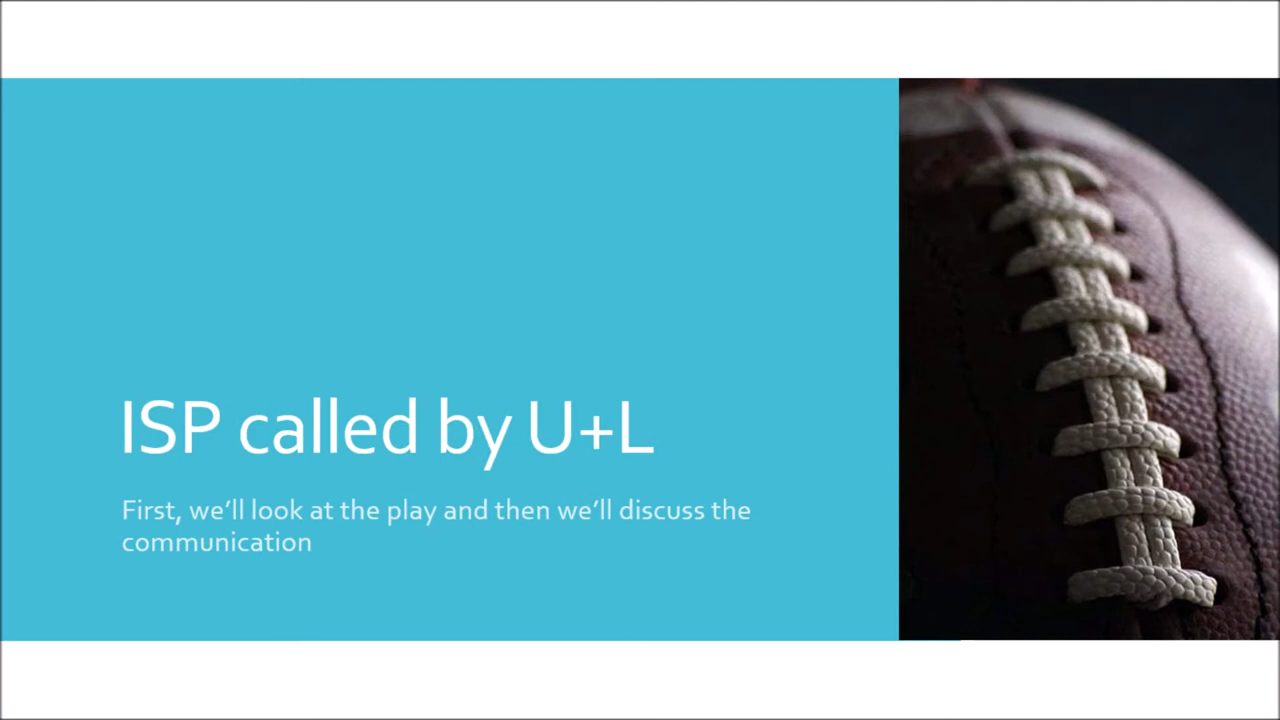 ISP called by U+L
First, we’ll look at the play and then we’ll discuss the
communication